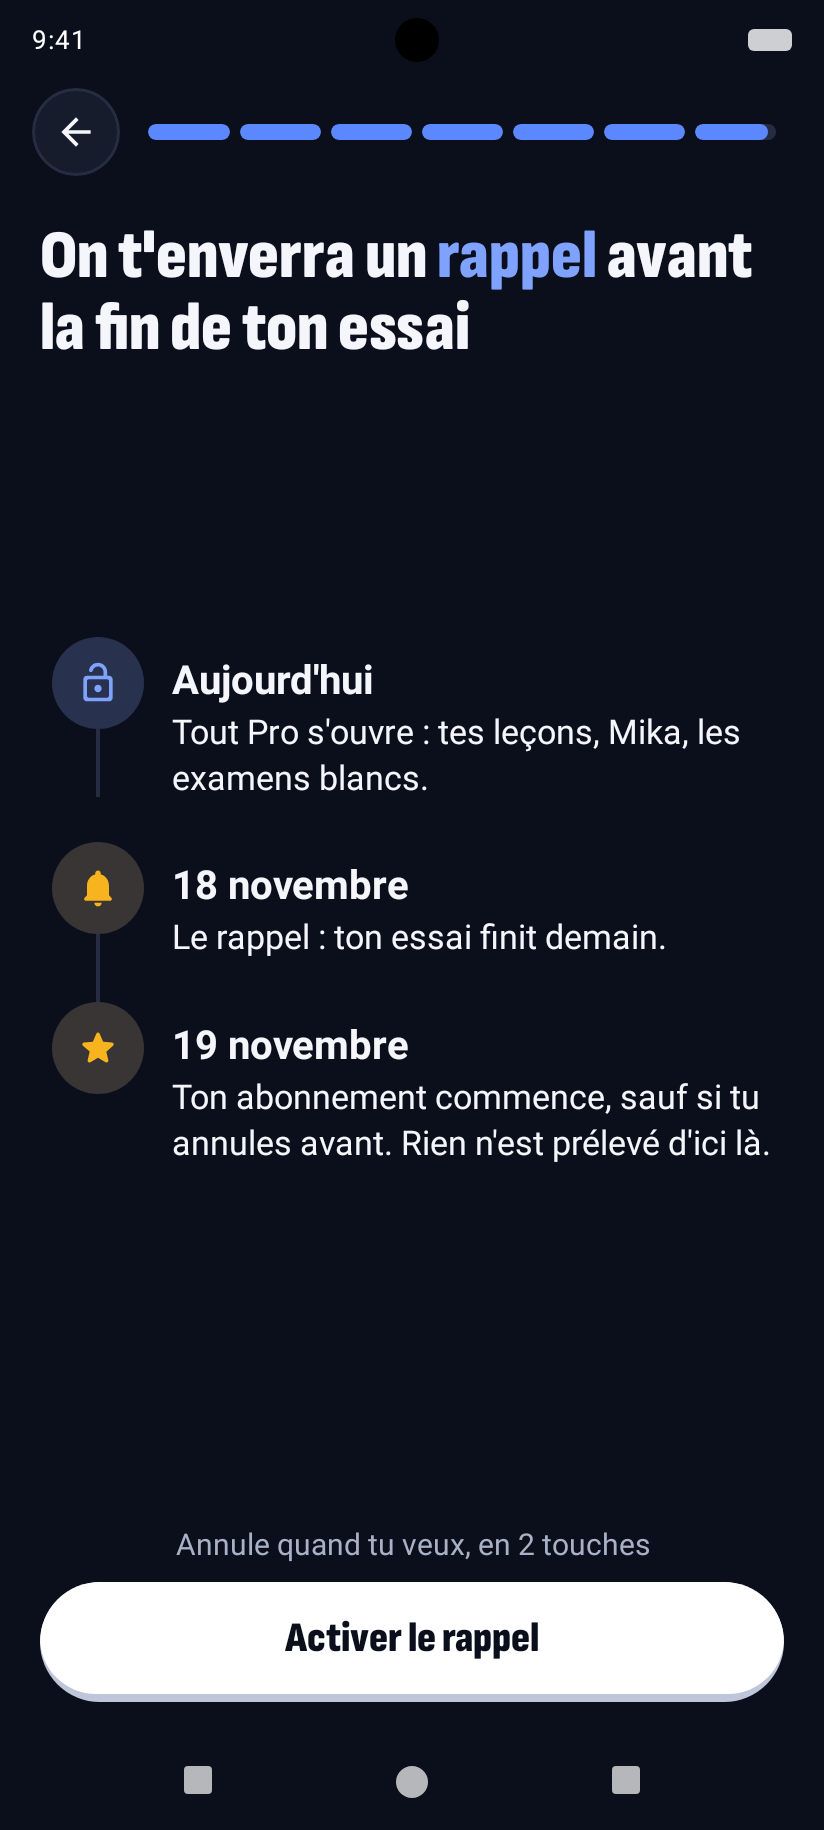 9:41
On t'enverra un rappel avant
la fin de ton essai
Aujourd'hui
Tout Pro s'ouvre : tes leçons, Mika, les
examens blancs.
18 novembre
Le rappel : ton essai finit demain.
19 novembre
Ton abonnement commence, sauf si tu
annules avant. Rien n'est prélevé d'ici là.
Annule quand tu veux, en 2 touches
Activer le rappel